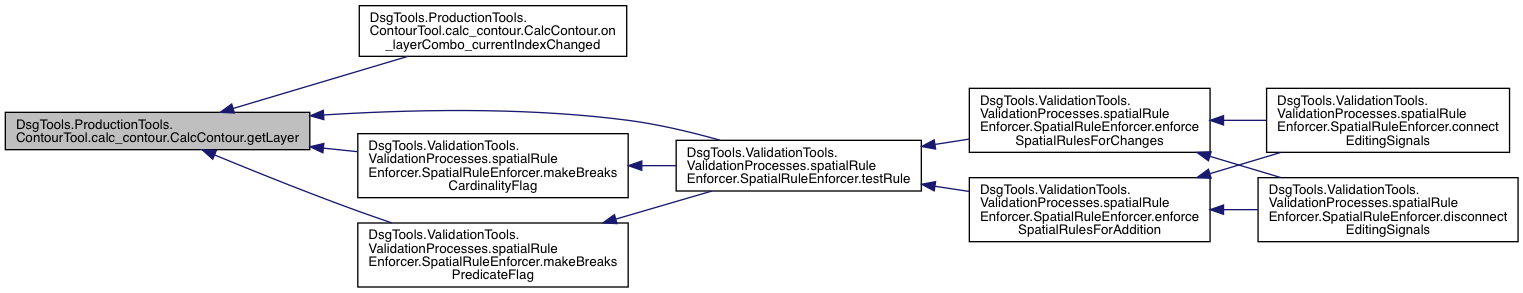 DsgTools.ProductionTools.
ContourTool.calc_contour.CalcContour.on
_layerCombo_currentIndexChanged
DsgTools.ProductionTools.
ContourTool.calc_contour.CalcContour.getLayer
DsgTools.ValidationTools.
ValidationProcesses.spatialRule
Enforcer.SpatialRuleEnforcer.makeBreaks
CardinalityFlag
DsgTools.ValidationTools.
ValidationProcesses.spatialRule
Enforcer.SpatialRuleEnforcer.makeBreaks
PredicateFlag
DsgTools.ValidationTools.
ValidationProcesses.spatialRule
Enforcer.SpatialRuleEnforcer.testRule
DsgTools.ValidationTools.
ValidationProcesses.spatialRule
Enforcer.SpatialRuleEnforcer.enforce
SpatialRulesForChanges
DsgTools.ValidationTools.
ValidationProcesses.spatialRule
Enforcer.SpatialRuleEnforcer.enforce
SpatialRulesForAddition
DsgTools.ValidationTools.
ValidationProcesses.spatialRule
Enforcer.SpatialRuleEnforcer.connect
EditingSignals
DsgTools.ValidationTools.
ValidationProcesses.spatialRule
Enforcer.SpatialRuleEnforcer.disconnect
EditingSignals